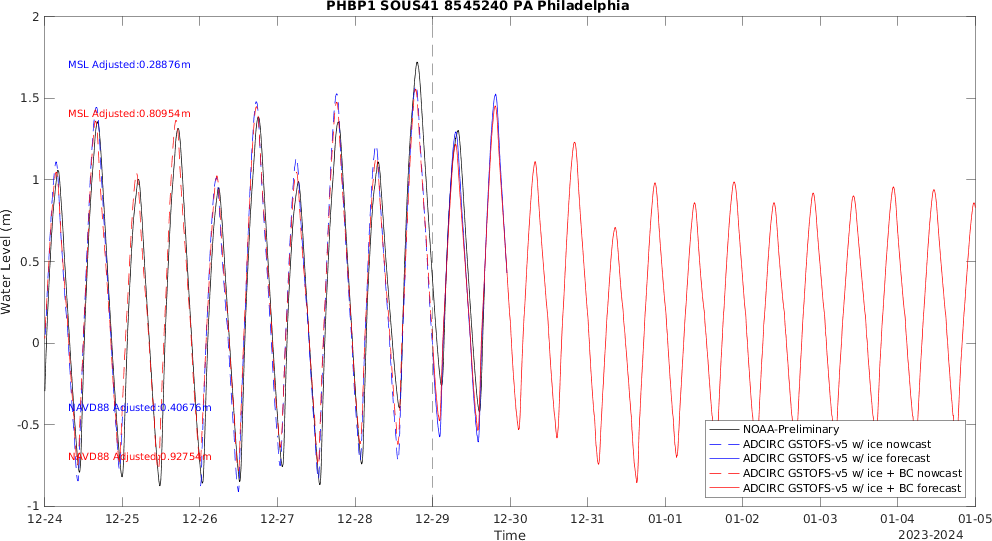 PHBP1 SOUS41 8545240 PA Philadelphia
2
1.5
1
0.5
0
-0.5
-1
Water Level (m)
MSL Adjusted:0.28876m
MSL Adjusted:0.80954m
NAVD88 Adjusted:0.40676m
NAVD88 Adjusted:0.92754m
NOAA-Preliminary
ADCIRC GSTOFS-v5 w/ ice nowcast
ADCIRC GSTOFS-v5 w/ ice forecast
ADCIRC GSTOFS-v5 w/ ice + BC nowcast
ADCIRC GSTOFS-v5 w/ ice + BC forecast
12-24 12-25 12-26 12-27 12-28 12-29 12-30 12-31 01-01 01-02 01-03 01-04 01-05
Time
2023-2024